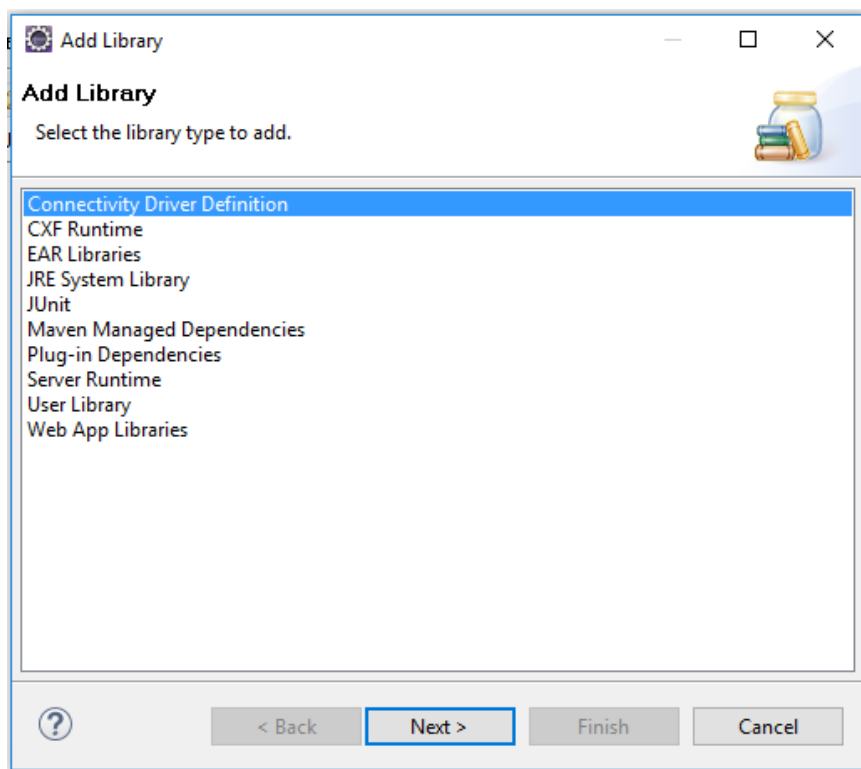 Add Library
Add Library
Select the library type to add.
Connectivity Driver Definition
CXF Runtime
EAR Libraries
JRE System Library
JUnit
Maven Managed Dependencies
Plug-in Dependencies
Server Runtime
User Library
Web App Libraries
? < Back Next > Finish Cancel